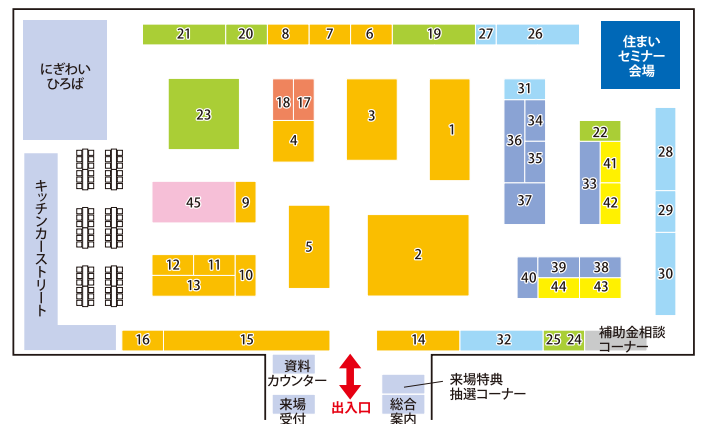 21 20 8 7 6 19 27 26
住まい
セミナー
会場
にぎわい
ひろば
23
18 17
4
3
1
31
36
34
35
37
22
41
33
42
28
29
30
キッチンカーストリート
45
9
5
2
12 11
10
13
40
39 38
44 43
16 15
14 32 25 24
補助金相談
コーナー
資料
カウンター
来場
受付
出入口
総合
案内
来場特典
抽選コーナー